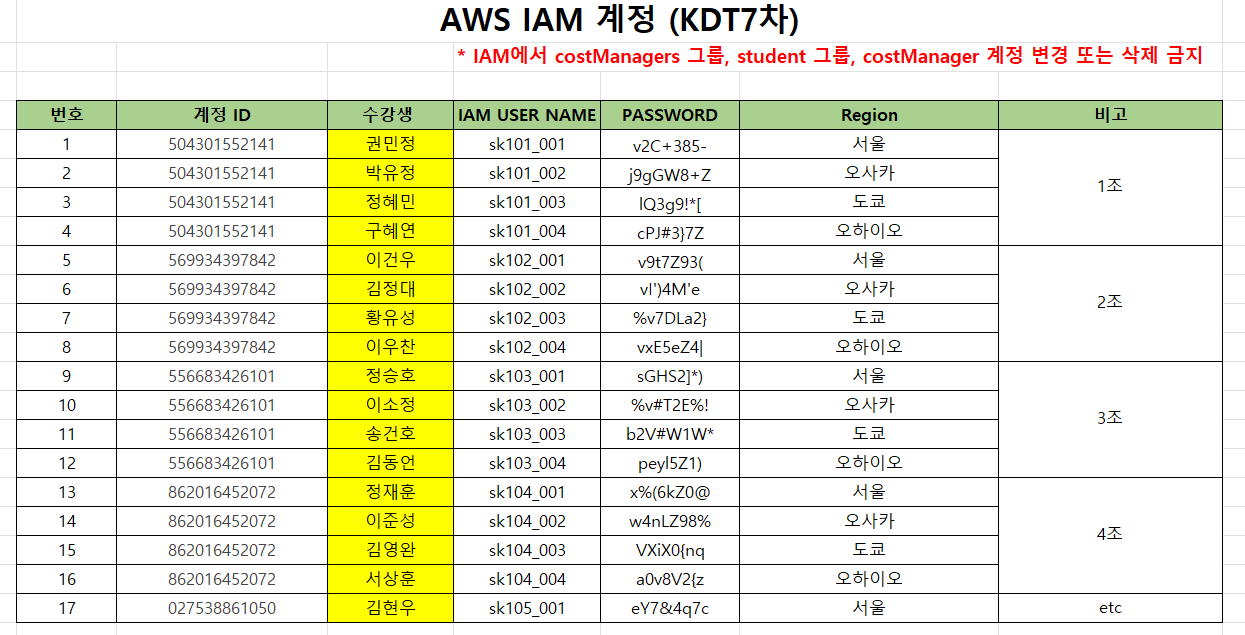 AWS IAM 계정 (KDT7차)
* IAM에서 costManagers 그룹, student 그룹, costManager 계정 변경 또는 삭제 금지
번호 계정 ID 수강생 IAM USER NAME PASSWORD Region 비고
1 504301552141 권민정 sk101_001 v2C+385- 서울
2 504301552141 박유정 sk101_002 j9gGW8+Z 오사카
1조
3 504301552141 정혜민 sk101_003 lQ3g9!*[ 도쿄
4 504301552141 구혜연 sk101_004 cPJ#3}7Z 오하이오
5 569934397842 이건우 sk102_001 v9t7Z93( 서울
6 569934397842 김정대 sk102_002 vI')4M'e 오사카
2조
7 569934397842 황유성 sk102_003 %v7DLa2} 도쿄
8 569934397842 이우찬 sk102_004 vxE5eZ4| 오하이오
9 556683426101 정승호 sk103_001 sGHS2]*) 서울
10 556683426101 이소정 sk103_002 %v#T2E%! 오사카
3조
11 556683426101 송건호 sk103_003 b2V#W1W* 도쿄
12 556683426101 김동언 sk103_004 peyl5Z1) 오하이오
13 862016452072 정재훈 sk104_001 x%(6kZ0@ 서울
14 862016452072 이준성 sk104_002 w4nLZ98% 오사카
4조
15 862016452072 김영완 sk104_003 VXiX0{nq 도쿄
16 862016452072 서상훈 sk104_004 a0v8V2{z 오하이오
17 027538861050 김현우 sk105_001 eY7&4q7c 서울 etc